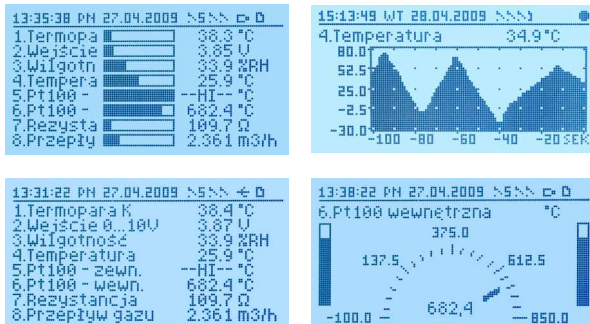 13:35:38 PN 27.04.2009
1.Termopa 38.3 °C
2.Wejście 3.85 V
3.Wilgotn 33.9 %RH
4.Tempera 25.9 °C
5.Pt100 - --HI-- °C
6.Pt100 - 682.4 °C
7.Rezysta 109.7 Ω
8.Przepły 2.361 m3/h
15:13:49 WT 28.04.2009
4.Temperatura 34.9 °C
80.0
52.5
25.0
-2.5
-30.0
-100 -80 -60 -40 -20 SEK
13:31:22 PN 27.04.2009
1.Termopara K 38.4 °C
2.Wejście 0...10V 3.87 V
3.Wilgotność 33.9 %RH
4.Temperatura 25.9 °C
5.Pt100 - zewn. --HI-- °C
6.Pt100 - wewn. 682.4 °C
7.Rezystancja 109.7 Ω
8.Przepływ gazu 2.361 m3/h
13:38:22 PN 27.04.2009
6.Pt100 wewnętrzna °C
375.0
137.5 612.5
682,4
-100.0 850.0